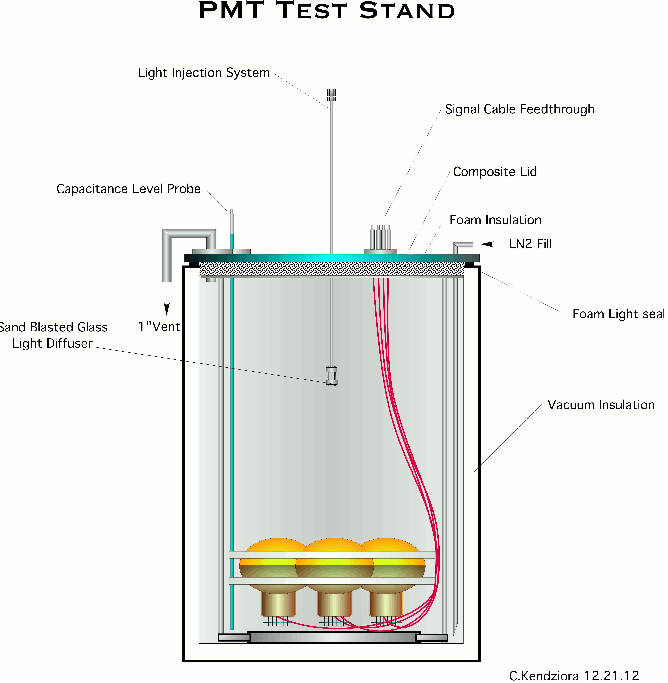 PMT TEST STAND
Light Injection System
Signal Cable Feedthrough
Composite Lid
Capacitance Level Probe
Foam Insulation
LN2 Fill
Foam Light seal
Sand Blasted Glass
Light Diffuser
1"Vent
Vacuum Insulation
C.Kendziora 12.21.12